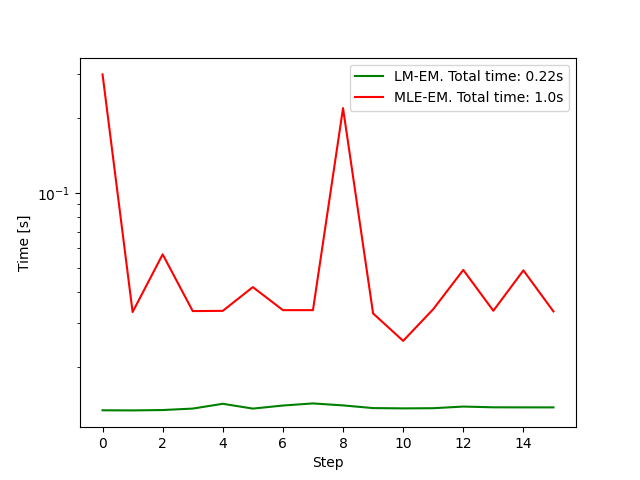 LM-EM. Total time: 0.22s
MLE-EM. Total time: 1.0s
10⁻¹
Time [s]
0 2 4 6 8 10 12 14
Step